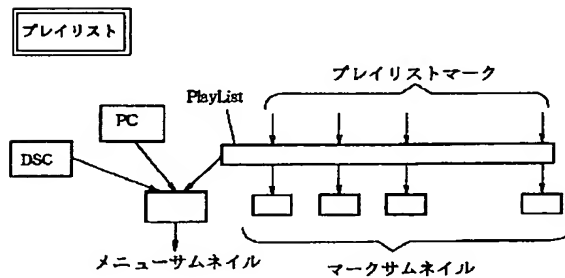 プレイリスト
プレイリストマーク
PlayList
PC
DSC
メニューサムネイル
マークサムネイル